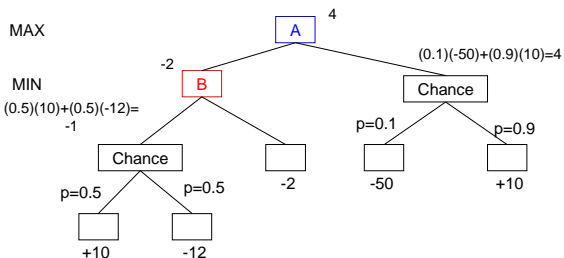 MAX
A
4
-2
(0.1)(-50)+(0.9)(10)=4
MIN
B
Chance
(0.5)(10)+(0.5)(-12)=
-1
p=0.1
p=0.9
Chance
p=0.5
p=0.5
-2
-50
+10
+10
-12